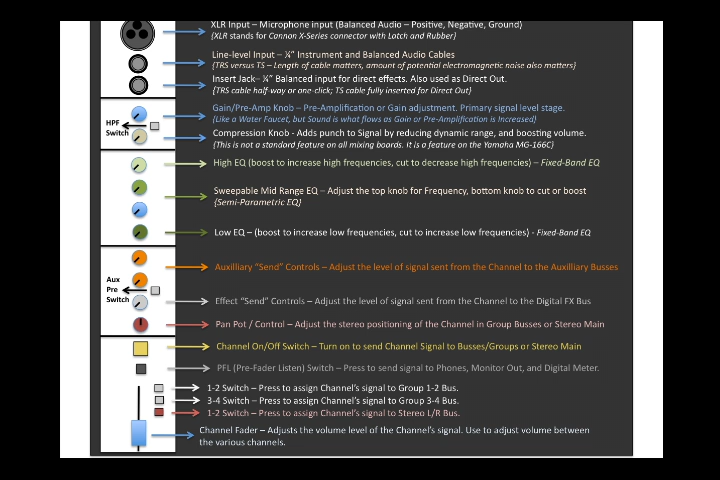 XLR Input – Microphone input (Balanced Audio – Positive, Negative, Ground)
{XLR stands for Cannon X-Series connector with Latch and Rubber}
Line-level Input – ¼” Instrument and Balanced Audio Cables
{TRS versus TS – Length of cable matters, amount of potential electromagnetic noise also matters}
Insert Jack– ¼” Balanced input for direct effects. Also used as Direct Out.
{TRS cable half-way or one-click; TS cable fully inserted for Direct Out}
Gain/Pre-Amp Knob – Pre-Amplification or Gain adjustment. Primary signal level stage.
{Like a Water Faucet, but Sound is what flows as Gain or Pre-Amplification is Increased}
HPF
Switch
Compression Knob - Adds punch to Signal by reducing dynamic range, and boosting volume.
{This is not a standard feature on all mixing boards. It is a feature on the Yamaha MG-166C}
High EQ (boost to increase high frequencies, cut to decrease high frequencies) – Fixed-Band EQ
Sweepable Mid Range EQ – Adjust the top knob for Frequency, bottom knob to cut or boost
{Semi-Parametric EQ}
Low EQ – (boost to increase low frequencies, cut to increase low frequencies) - Fixed-Band EQ
Auxilliary “Send” Controls – Adjust the level of signal sent from the Channel to the Auxilliary Busses
Aux
Pre
Switch
Effect “Send” Controls – Adjust the level of signal sent from the Channel to the Digital FX Bus
Pan Pot / Control – Adjust the stereo positioning of the Channel in Group Busses or Stereo Main
Channel On/Off Switch – Turn on to send Channel Signal to Busses/Groups or Stereo Main
PFL (Pre-Fader Listen) Switch – Press to send signal to Phones, Monitor Out, and Digital Meter.
1-2 Switch – Press to assign Channel’s signal to Group 1-2 Bus.
3-4 Switch – Press to assign Channel’s signal to Group 3-4 Bus.
1-2 Switch – Press to assign Channel’s signal to Stereo L/R Bus.
Channel Fader – Adjusts the volume level of the Channel’s signal. Use to adjust volume between
the various channels.